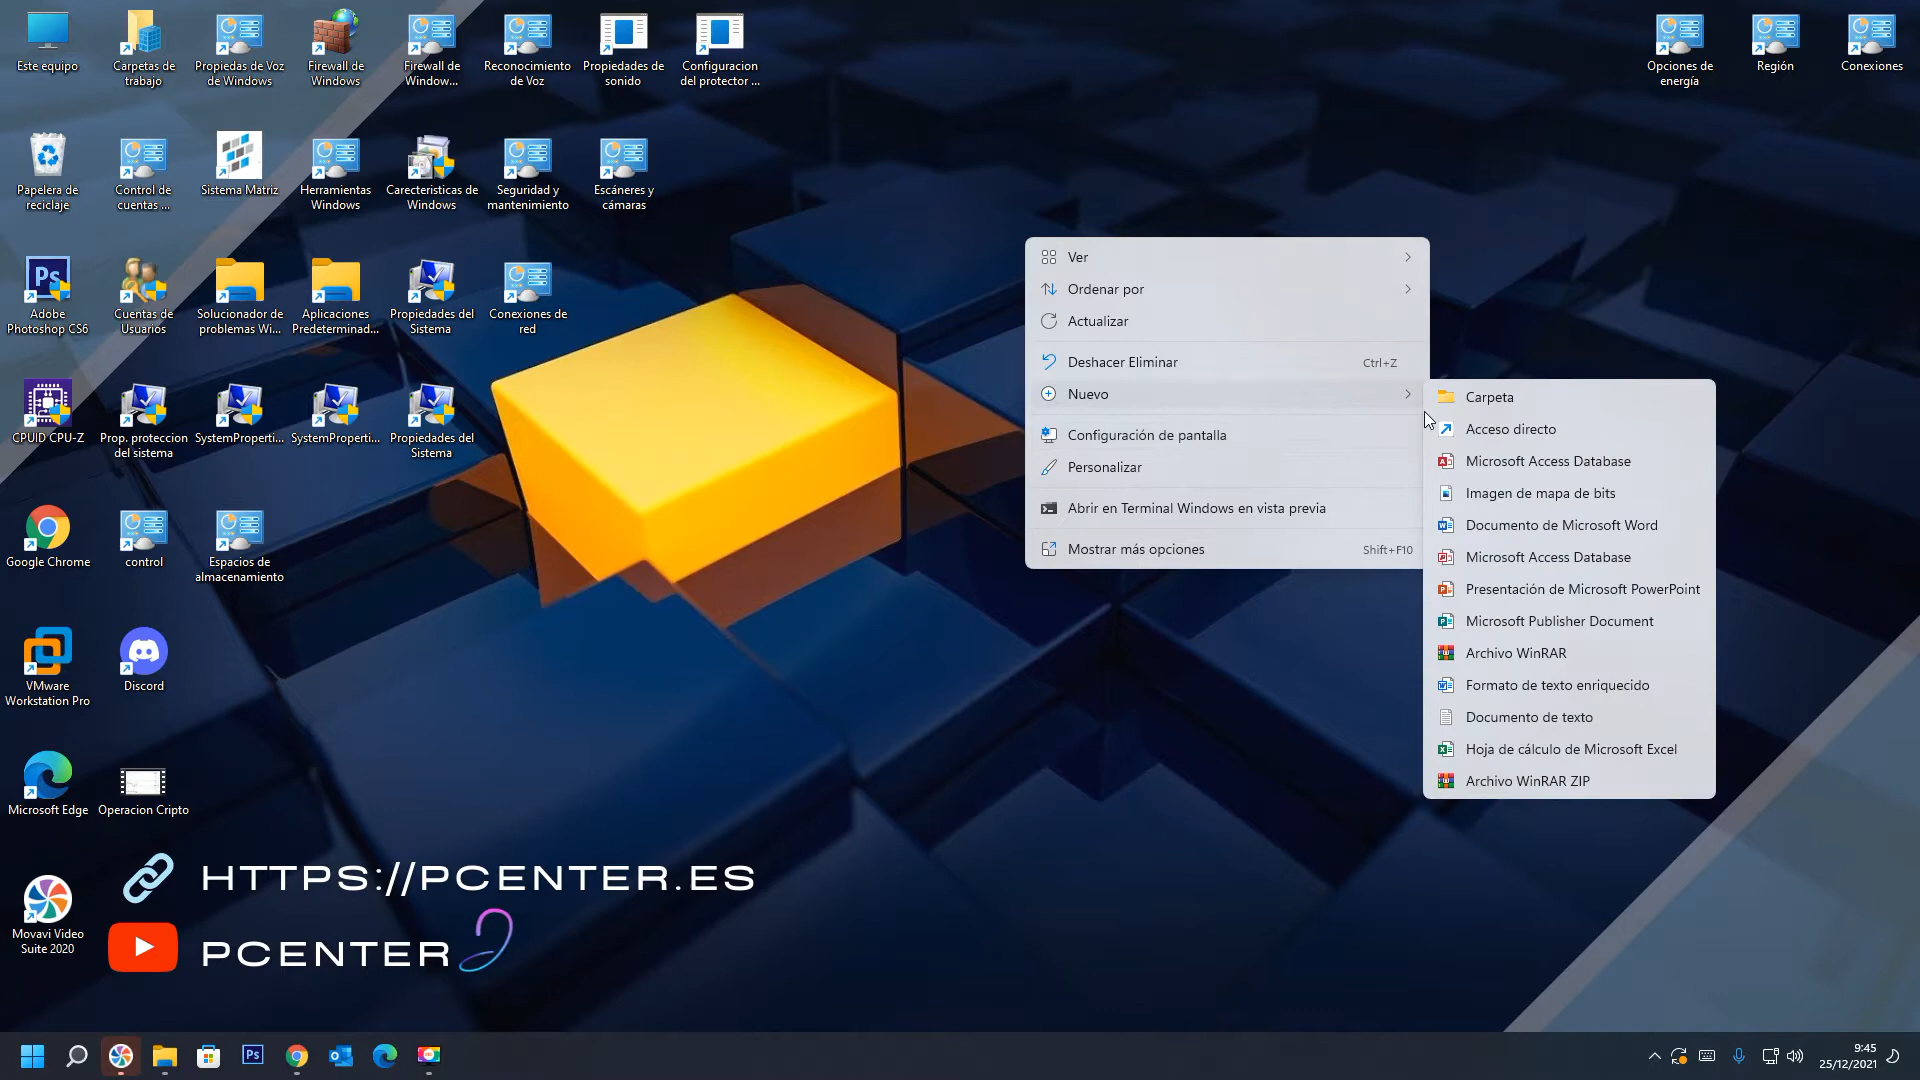 Este equipo
Carpetas de
trabajo
Propiedas de Voz
de Windows
Firewall de
Windows
Firewall de
Window...
Reconocimiento
de Voz
Propiedades de
sonido
Configuracion
del protector ...
Opciones de
energía
Región
Conexiones
Papelera de
reciclaje
Control de
cuentas ...
Sistema Matriz
Herramientas
Windows
Carecteristicas de
Windows
Seguridad y
mantenimiento
Escáneres y
cámaras
Ps
Adobe
Photoshop CS6
Cuentas de
Usuarios
Solucionador de
problemas Wi...
Aplicaciones
Predeterminad...
Propiedades del
Sistema
Conexiones de
red
CPUID CPU-Z
Prop. proteccion
del sistema
SystemProperti...
SystemProperti...
Propiedades del
Sistema
Google Chrome
control
Espacios de
almacenamiento
VMware
Workstation Pro
Discord
Microsoft Edge
Operacion Cripto
Movavi Video
Suite 2020
Ver
Ordenar por
Actualizar
Deshacer Eliminar Ctrl+Z
Nuevo
Configuración de pantalla
Personalizar
Abrir en Terminal Windows en vista previa
Mostrar más opciones Shift+F10
Carpeta
Acceso directo
Microsoft Access Database
Imagen de mapa de bits
Documento de Microsoft Word
Microsoft Access Database
Presentación de Microsoft PowerPoint
Microsoft Publisher Document
Archivo WinRAR
Formato de texto enriquecido
Documento de texto
Hoja de cálculo de Microsoft Excel
Archivo WinRAR ZIP
HTTPS://PCENTER.ES
PCENTER2
Ps
9:45
25/12/2021